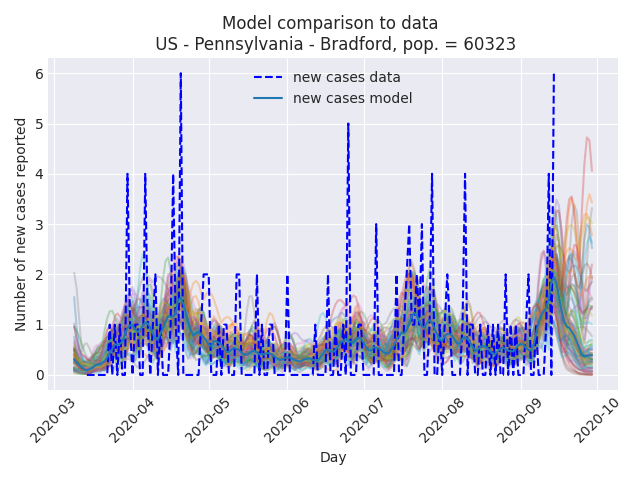 Model comparison to data
US - Pennsylvania - Bradford, pop. = 60323
new cases data
new cases model
Number of new cases reported
6
5
4
3
2
1
0
2020-03
2020-04
2020-05
2020-06
2020-07
2020-08
2020-09
2020-10
Day